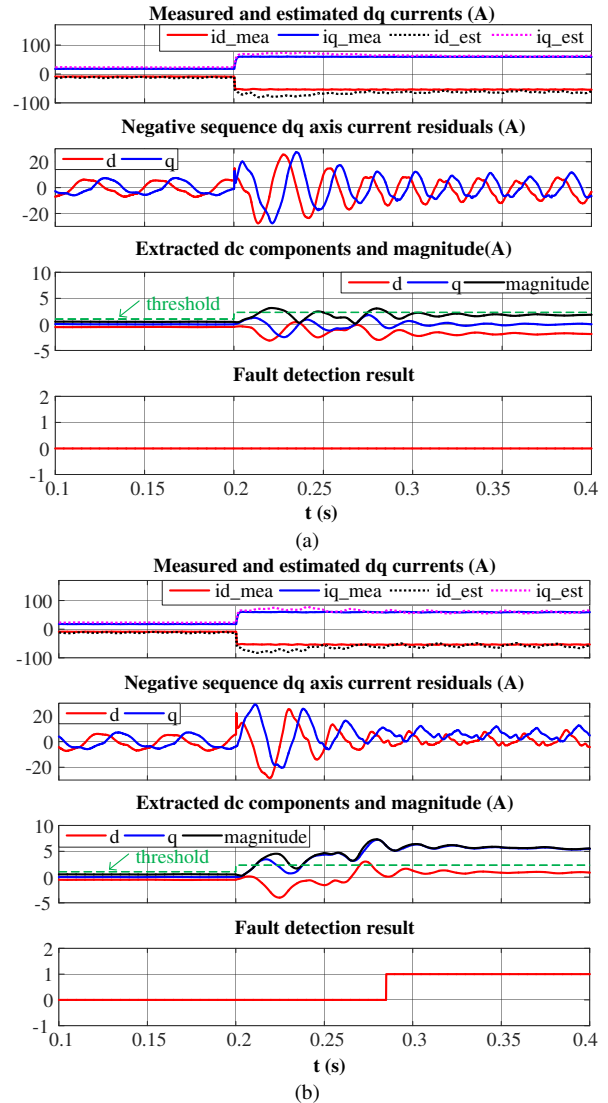 Measured and estimated dq currents (A)
id_mea iq_mea id_est iq_est
100
0
-100
Negative sequence dq axis current residuals (A)
d q
20
0
-20
Extracted dc components and magnitude(A)
d q magnitude
threshold
10
5
0
-5
Fault detection result
2
1
0
-1
0.1 0.15 0.2 0.25 0.3 0.35 0.4
t (s)
(a)
Measured and estimated dq currents (A)
id_mea iq_mea id_est iq_est
100
0
-100
Negative sequence dq axis current residuals (A)
d q
20
0
-20
Extracted dc components and magnitude (A)
d q magnitude
threshold
10
5
0
-5
Fault detection result
2
1
0
-1
0.1 0.15 0.2 0.25 0.3 0.35 0.4
t (s)
(b)